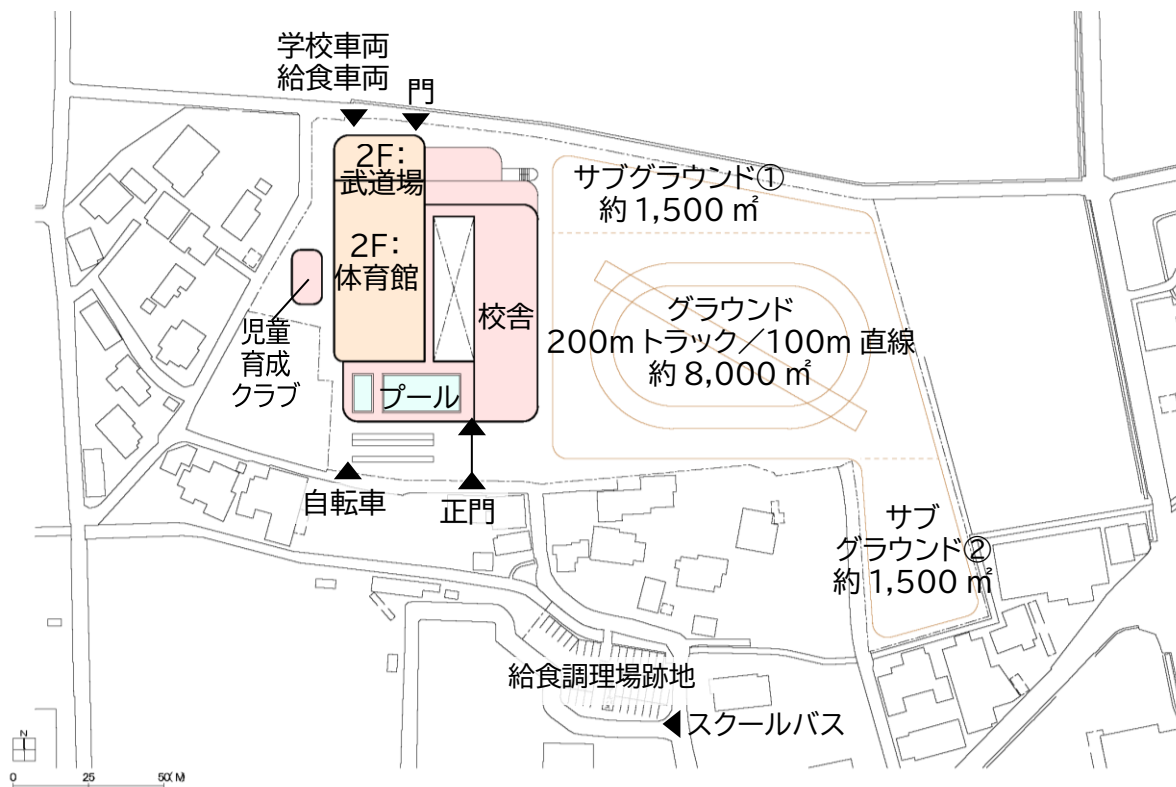 学校車両
給食車両
門
2F:
武道場
サブグラウンド①
約 1,500 ㎡
2F:
体育館
校舎
グラウンド
200m トラック／100m 直線
約 8,000 ㎡
児童
育成
クラブ
プール
自転車
正門
サブ
グラウンド②
約 1,500 ㎡
給食調理場跡地
スクールバス
N
0 25 50( M)